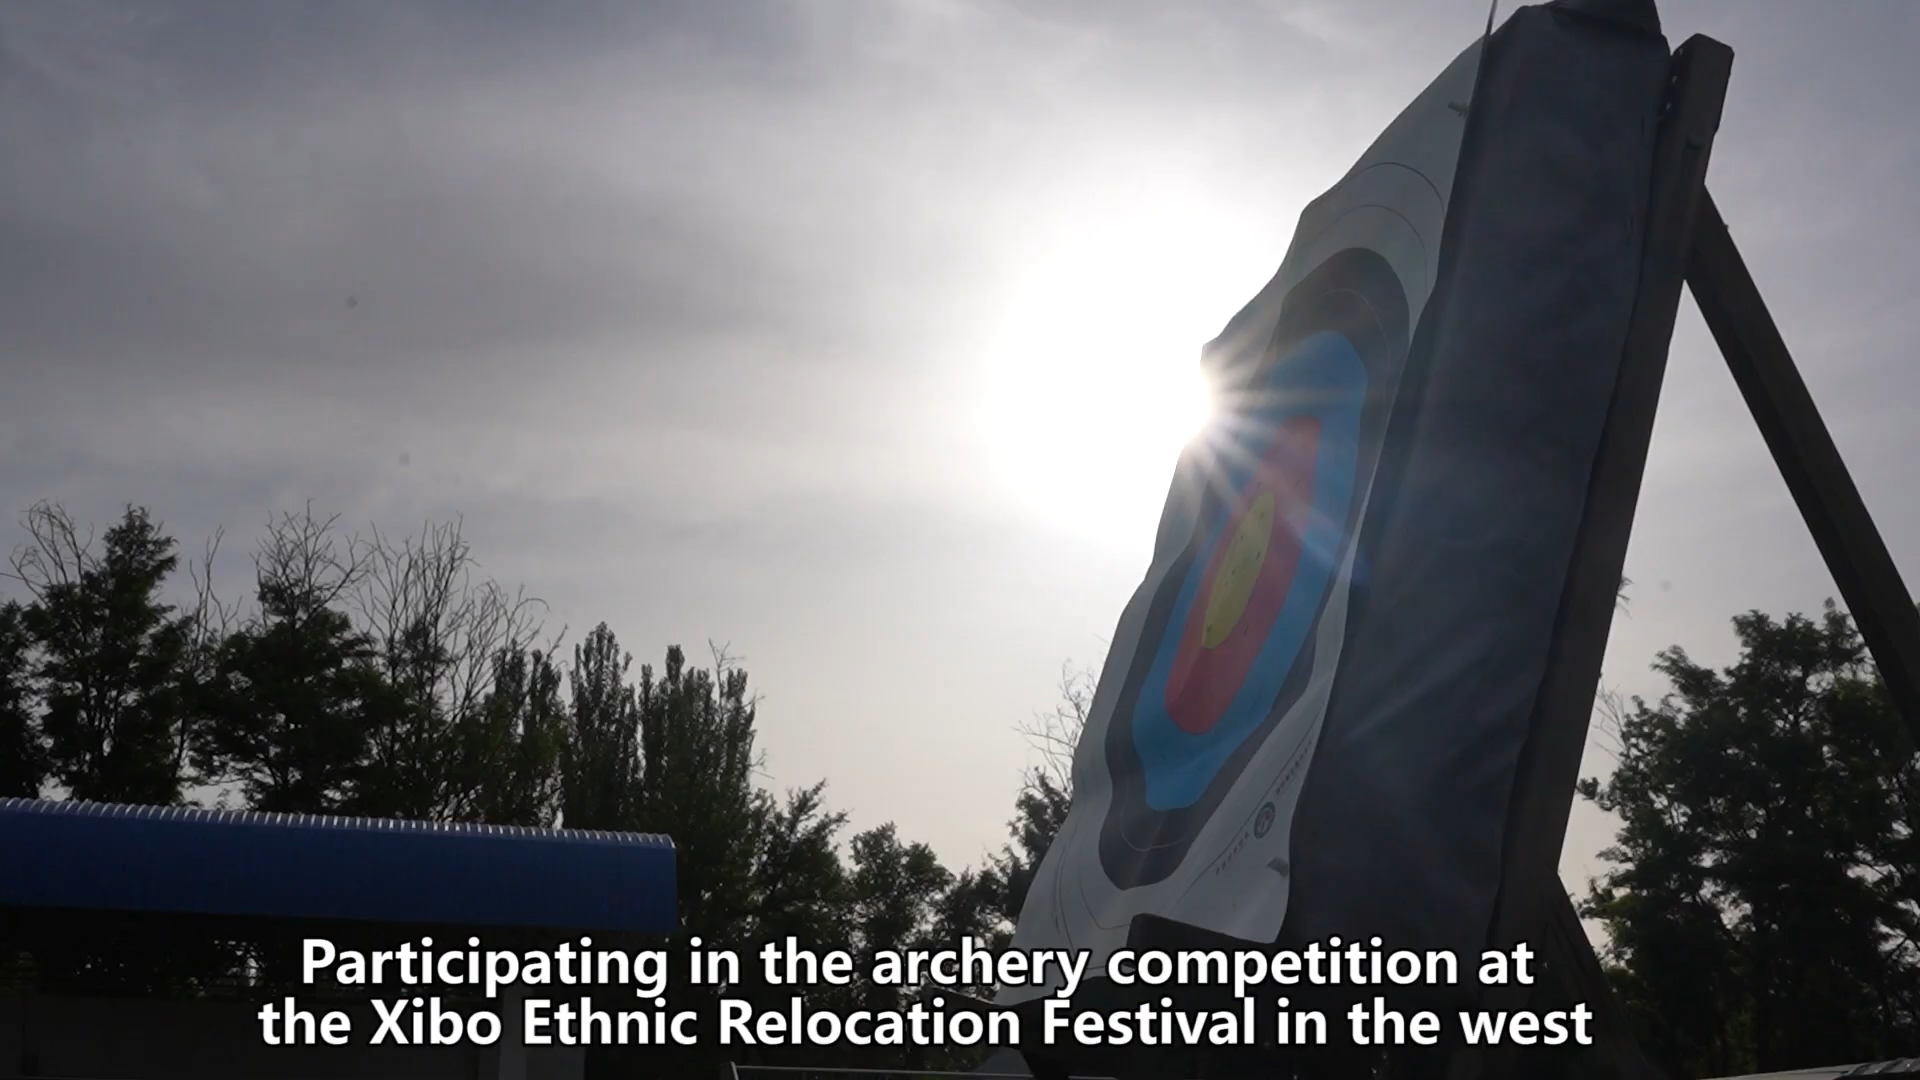 Participating in the archery competition at
the Xibo Ethnic Relocation Festival in the west